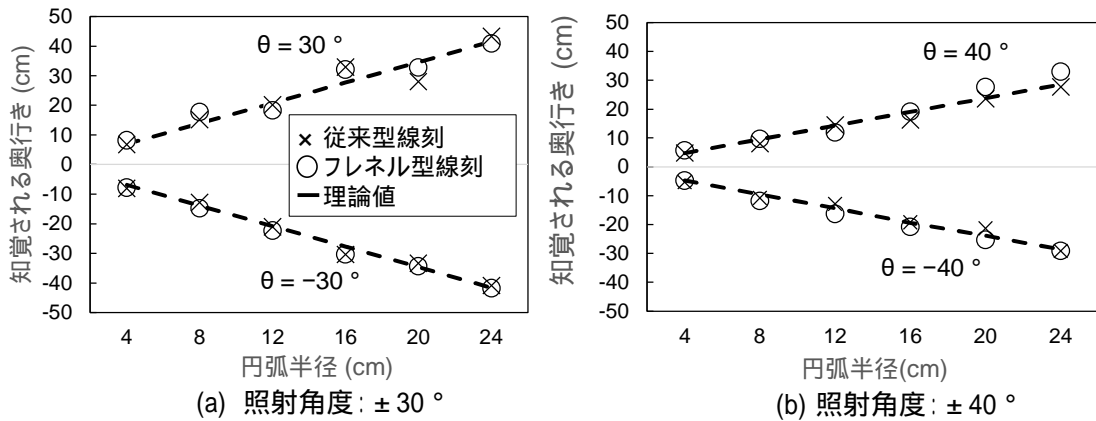 知覚される奥行き (cm)
50
40
30
20
10
0
-10
-20
-30
-40
-50
θ = 30 °
従来型線刻
フレネル型線刻
理論値
θ = −30 °
4 8 12 16 20 24
円弧半径 (cm)
(a) 照射角度: ± 30 °
知覚される奥行き (cm)
50
40
30
20
10
0
-10
-20
-30
-40
-50
θ = 40 °
θ = −40 °
4 8 12 16 20 24
円弧半径(cm)
(b) 照射角度: ± 40 °